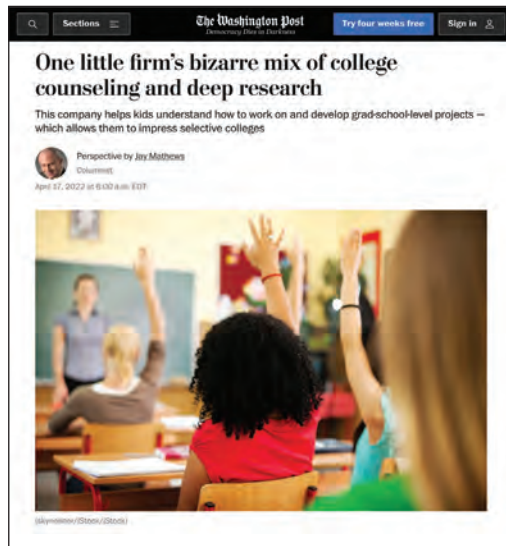 Sections
The Washington Post
Democracy Dies in Darkness
Try four weeks free
Sign in
One little firm's bizarre mix of college
counseling and deep research
This company helps kids understand how to work on and develop grad-school-level projects —
which allows them to impress selective colleges
Perspective by Jay Mathews
Columnist
April 17, 2022 at 6:00 a.m. EDT
(skynesher/iStock/iStock)